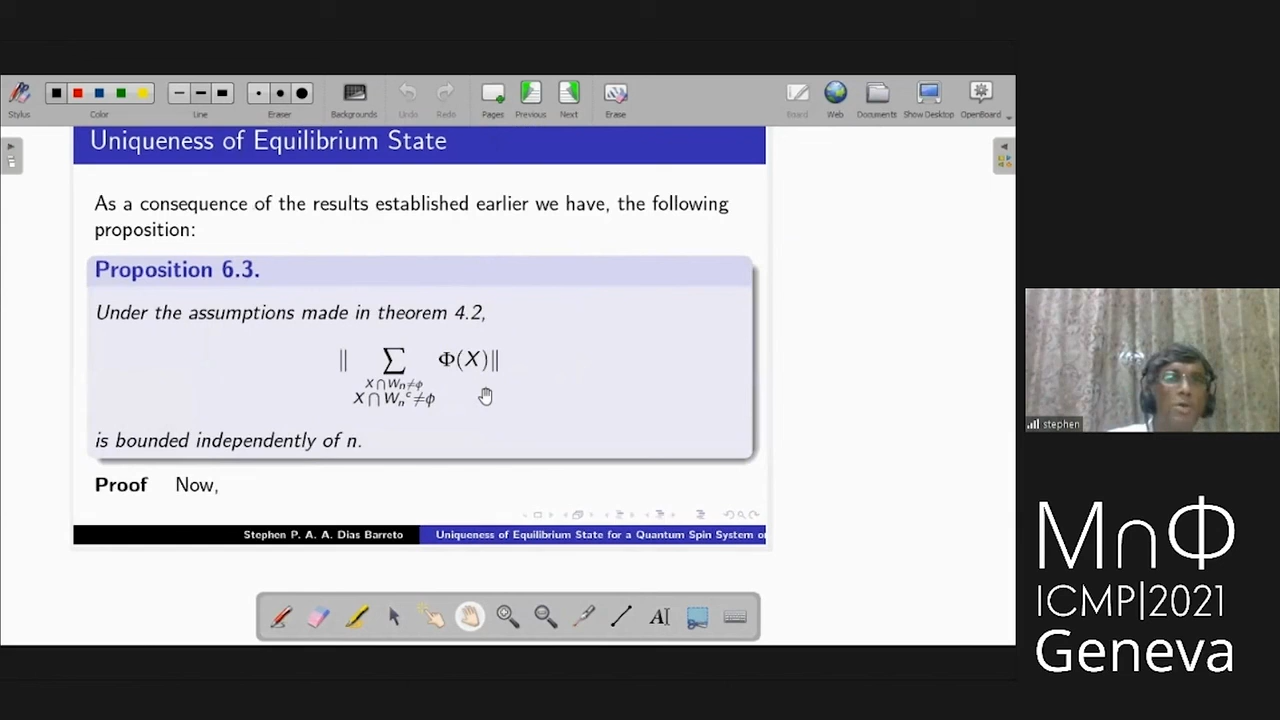 Stylus
Color
Line
Eraser
Backgrounds
Undo
Redo
Pages
Previous
Next
Erase
Board
Web
Documents
Show Desktop
OpenBoard
Uniqueness of Equilibrium State
As a consequence of the results established earlier we have, the following
proposition:
Proposition 6.3.
Under the assumptions made in theorem 4.2,
‖ ∑ Φ(X)‖
X∩Wₙ≠ϕ
X∩Wₙᶜ≠ϕ
is bounded independently of n.
Proof Now,
Stephen P. A. A. Dias Barreto
Uniqueness of Equilibrium State for a Quantum Spin System o
AI
stephen
M∩Φ
ICMP|2021
Geneva